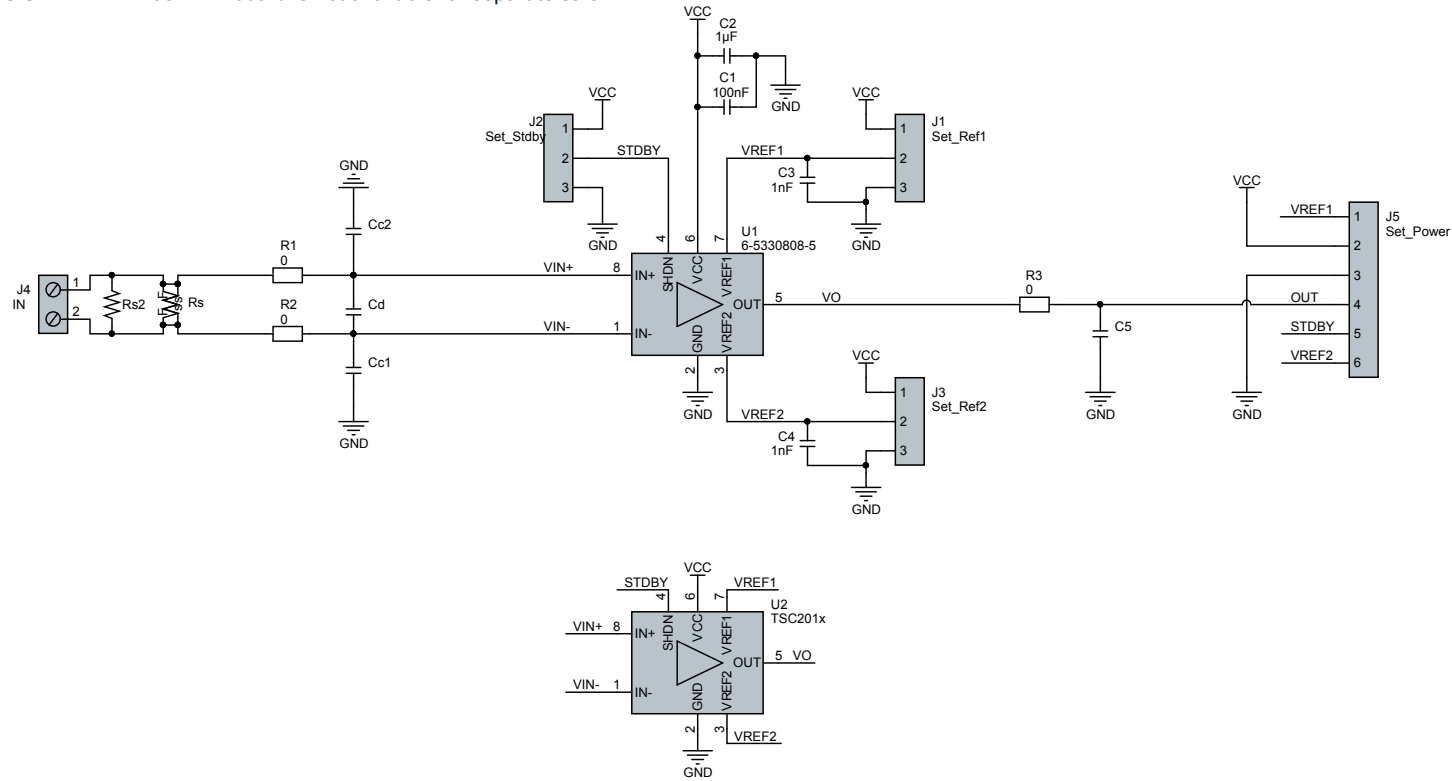 VCC
C2
1µF
C1
100nF
GND
VCC
J2
Set_Stdby
1
2
3
STDBY
GND
VCC
J1
Set_Ref1
1
2
3
VREF1
C3
1nF
GND
GND
Cc2
R1
0
VIN+
J4
IN
1
2
Rs2
Rs
R2
0
Cd
VIN-
Cc1
GND
U1
6-5330808-5
4
6
7
8
IN+
SHDN
VCC
VREF1
OUT
5
VO
1
IN-
GND
VREF2
2
3
GND
VREF2
VCC
J3
Set_Ref2
1
2
3
C4
1nF
GND
R3
0
C5
GND
VCC
VREF1
1
2
3
OUT
4
STDBY
5
VREF2
6
J5
Set_Power
GND
VCC
STDBY
4
6
7
VREF1
U2
TSC201x
VIN+
8
IN+
SHDN
VCC
VREF1
OUT
5
VO
VIN-
1
IN-
GND
VREF2
2
3
VREF2
GND